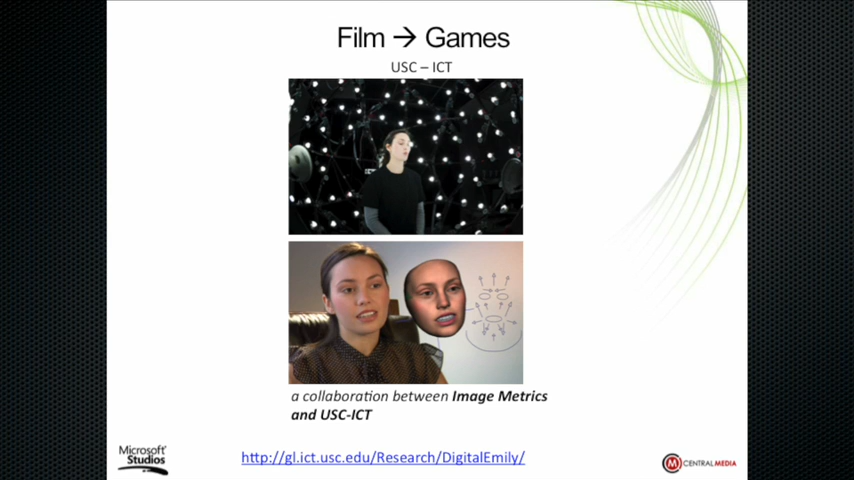 Film → Games
USC – ICT
a collaboration between Image Metrics
and USC-ICT
http://gl.ict.usc.edu/Research/DigitalEmily/
Microsoft®
Studios
M CENTRAL MEDIA